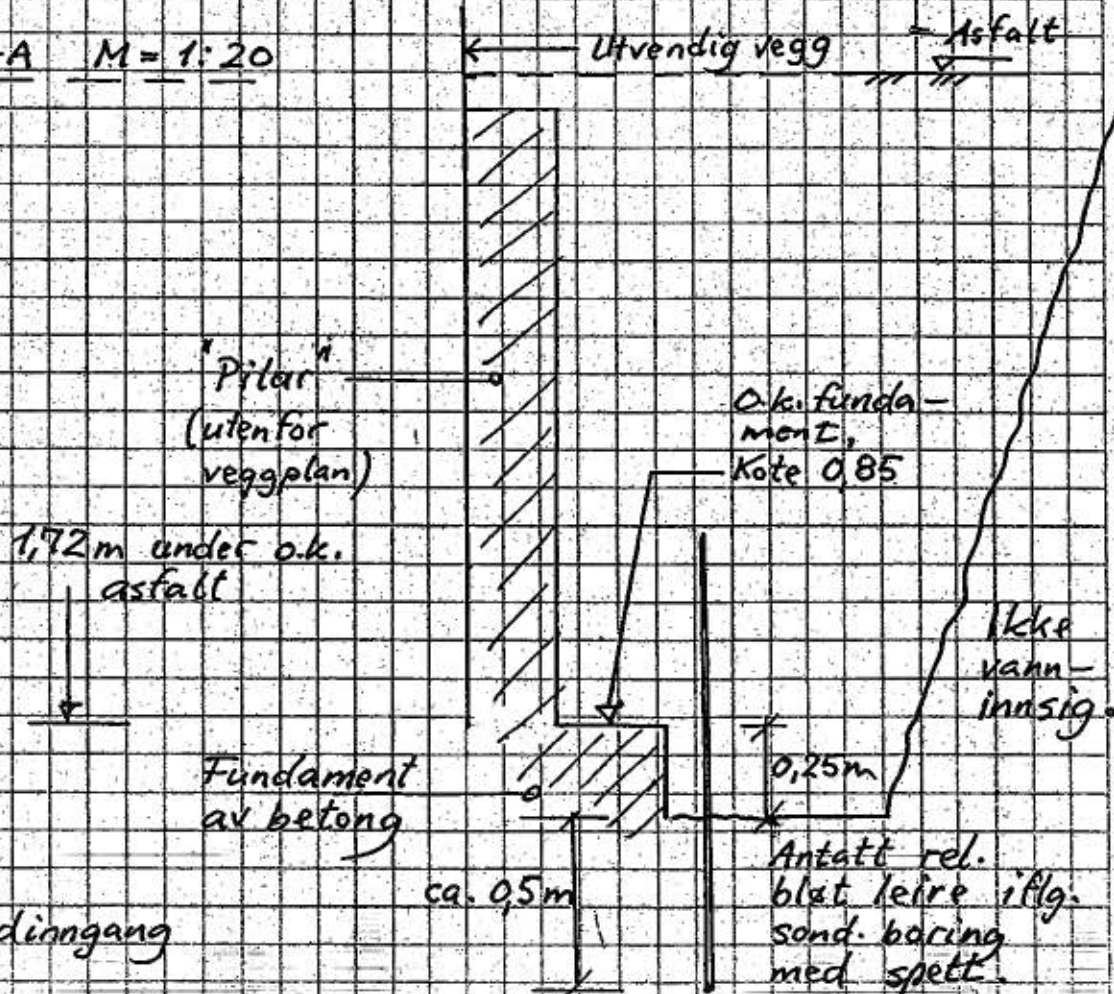 -A M = 1:20
Utvendig vegg
= Asfalt
"Pilar"
(utenfor
veggplan)
O.k. funda-
ment,
Kote 0,85
1,72 m under o.k.
asfalt
Ikke
vann-
innsig.
Fundament
av betong
0,25m
ca. 0,5m
Antatt rel.
bløt leire iflg.
sond. boring
med spett.
dinngang